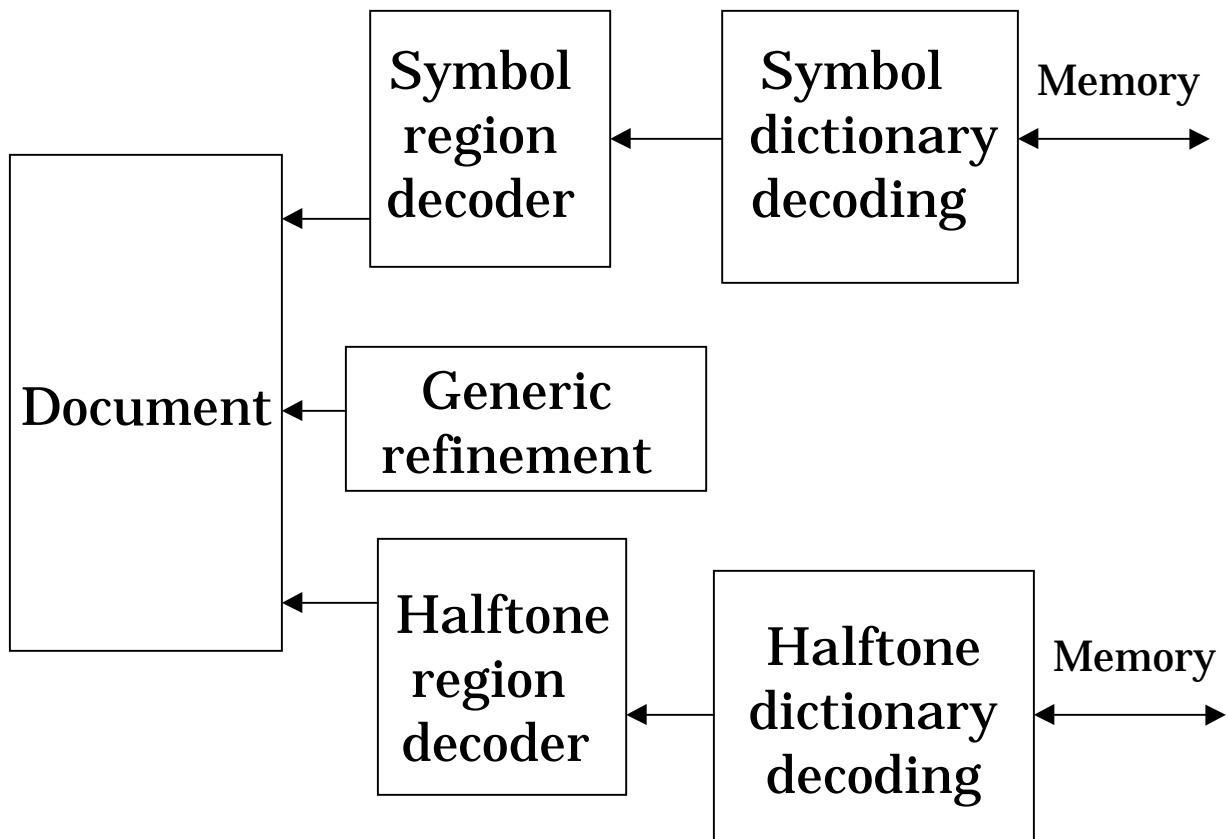 Symbol
region
decoder
Symbol
dictionary
decoding
Memory
Document
Generic
refinement
Halftone
region
decoder
Halftone
dictionary
decoding
Memory